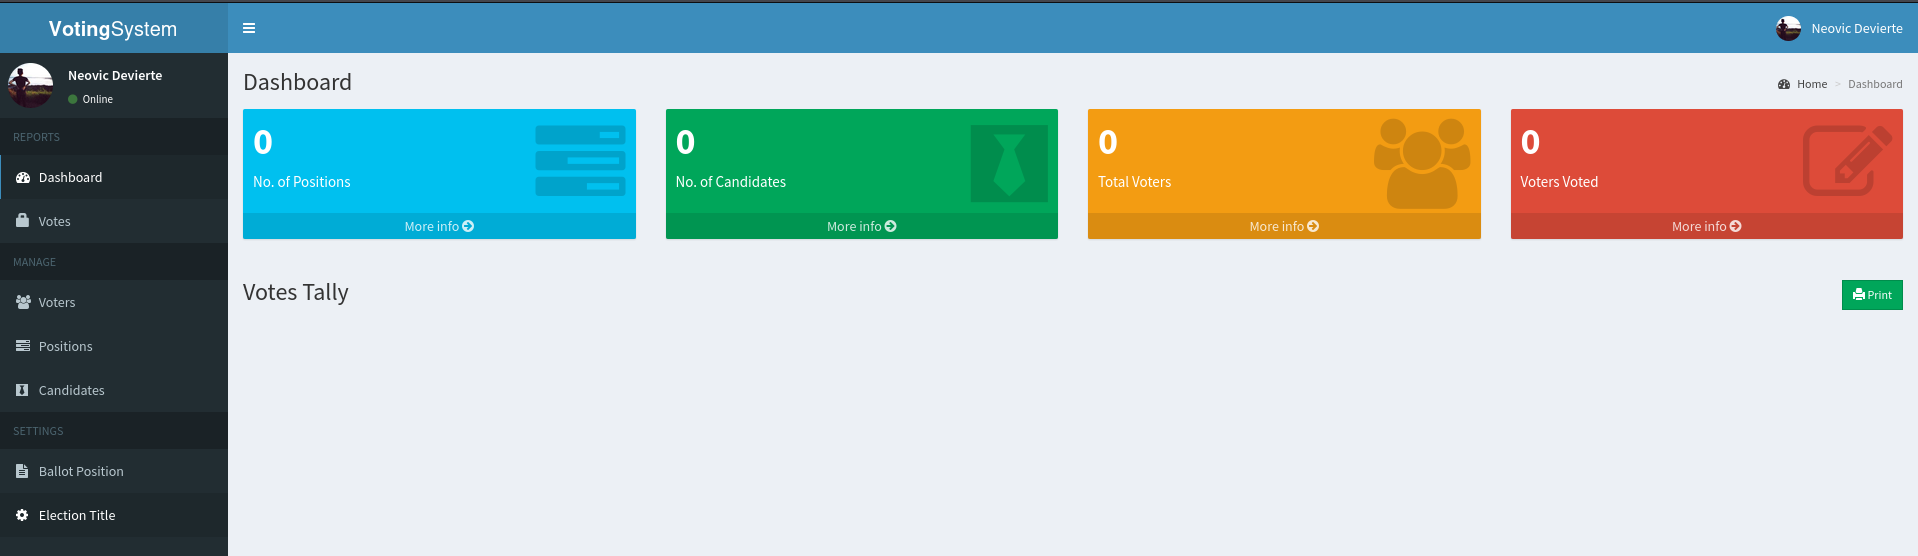 VotingSystem
Neovic Devierte
Neovic Devierte
Online
REPORTS
Dashboard
Votes
MANAGE
Voters
Positions
Candidates
SETTINGS
Ballot Position
Election Title
Dashboard
Home > Dashboard
0
No. of Positions
More info
0
No. of Candidates
More info
0
Total Voters
More info
0
Voters Voted
More info
Votes Tally
Print